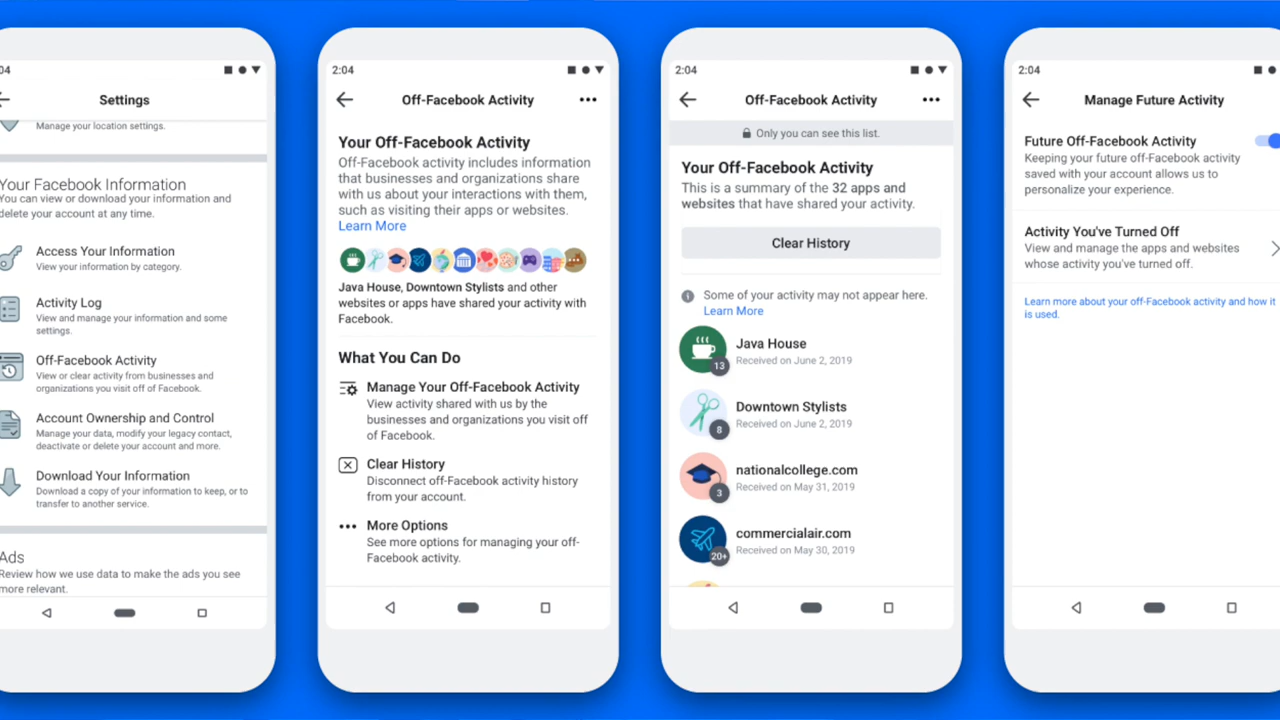 04
Settings
Manage your location settings.
Your Facebook Information
You can view or download your information and
delete your account at any time.
Access Your Information
View your information by category.
Activity Log
View and manage your information and some
settings.
Off-Facebook Activity
View or clear activity from businesses and
organizations you visit off of Facebook.
Account Ownership and Control
Manage your data, modify your legacy contact,
deactivate or delete your account and more.
Download Your Information
Download a copy of your information to keep, or to
transfer to another service.
Ads
Review how we use data to make the ads you see
more relevant.
2:04
Off-Facebook Activity
Your Off-Facebook Activity
Off-Facebook activity includes information
that businesses and organizations share
with us about your interactions with them,
such as visiting their apps or websites.
Learn More
Java House, Downtown Stylists and other
websites or apps have shared your activity with
Facebook.
What You Can Do
Manage Your Off-Facebook Activity
View activity shared with us by the
businesses and organizations you visit off
of Facebook.
Clear History
Disconnect off-Facebook activity history
from your account.
More Options
See more options for managing your off-
Facebook activity.
2:04
Off-Facebook Activity
Only you can see this list.
Your Off-Facebook Activity
This is a summary of the 32 apps and
websites that have shared your activity.
Clear History
Some of your activity may not appear here.
Learn More
Java House
13
Received on June 2, 2019
Downtown Stylists
8
Received on June 2, 2019
nationalcollege.com
3
Received on May 31, 2019
commercialair.com
20+
Received on May 30, 2019
2:04
Manage Future Activity
Future Off-Facebook Activity
Keeping your future off-Facebook activity
saved with your account allows us to
personalize your experience.
Activity You've Turned Off
View and manage the apps and websites
whose activity you've turned off.
Learn more about your off-Facebook activity and how it
is used.